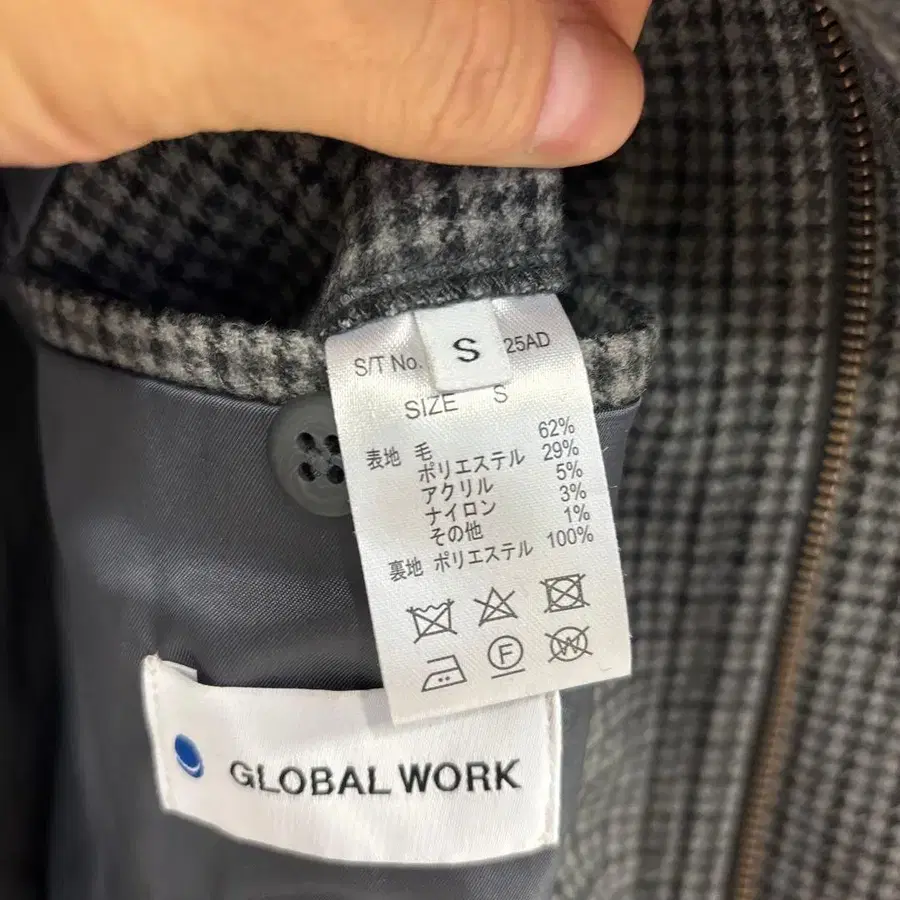 S/T No. S 25AD
SIZE S
表地 毛 62%
ポリエステル 29%
アクリル 5%
ナイロン 3%
その他 1%
裏地 ポリエステル 100%
F
W
GLOBAL WORK